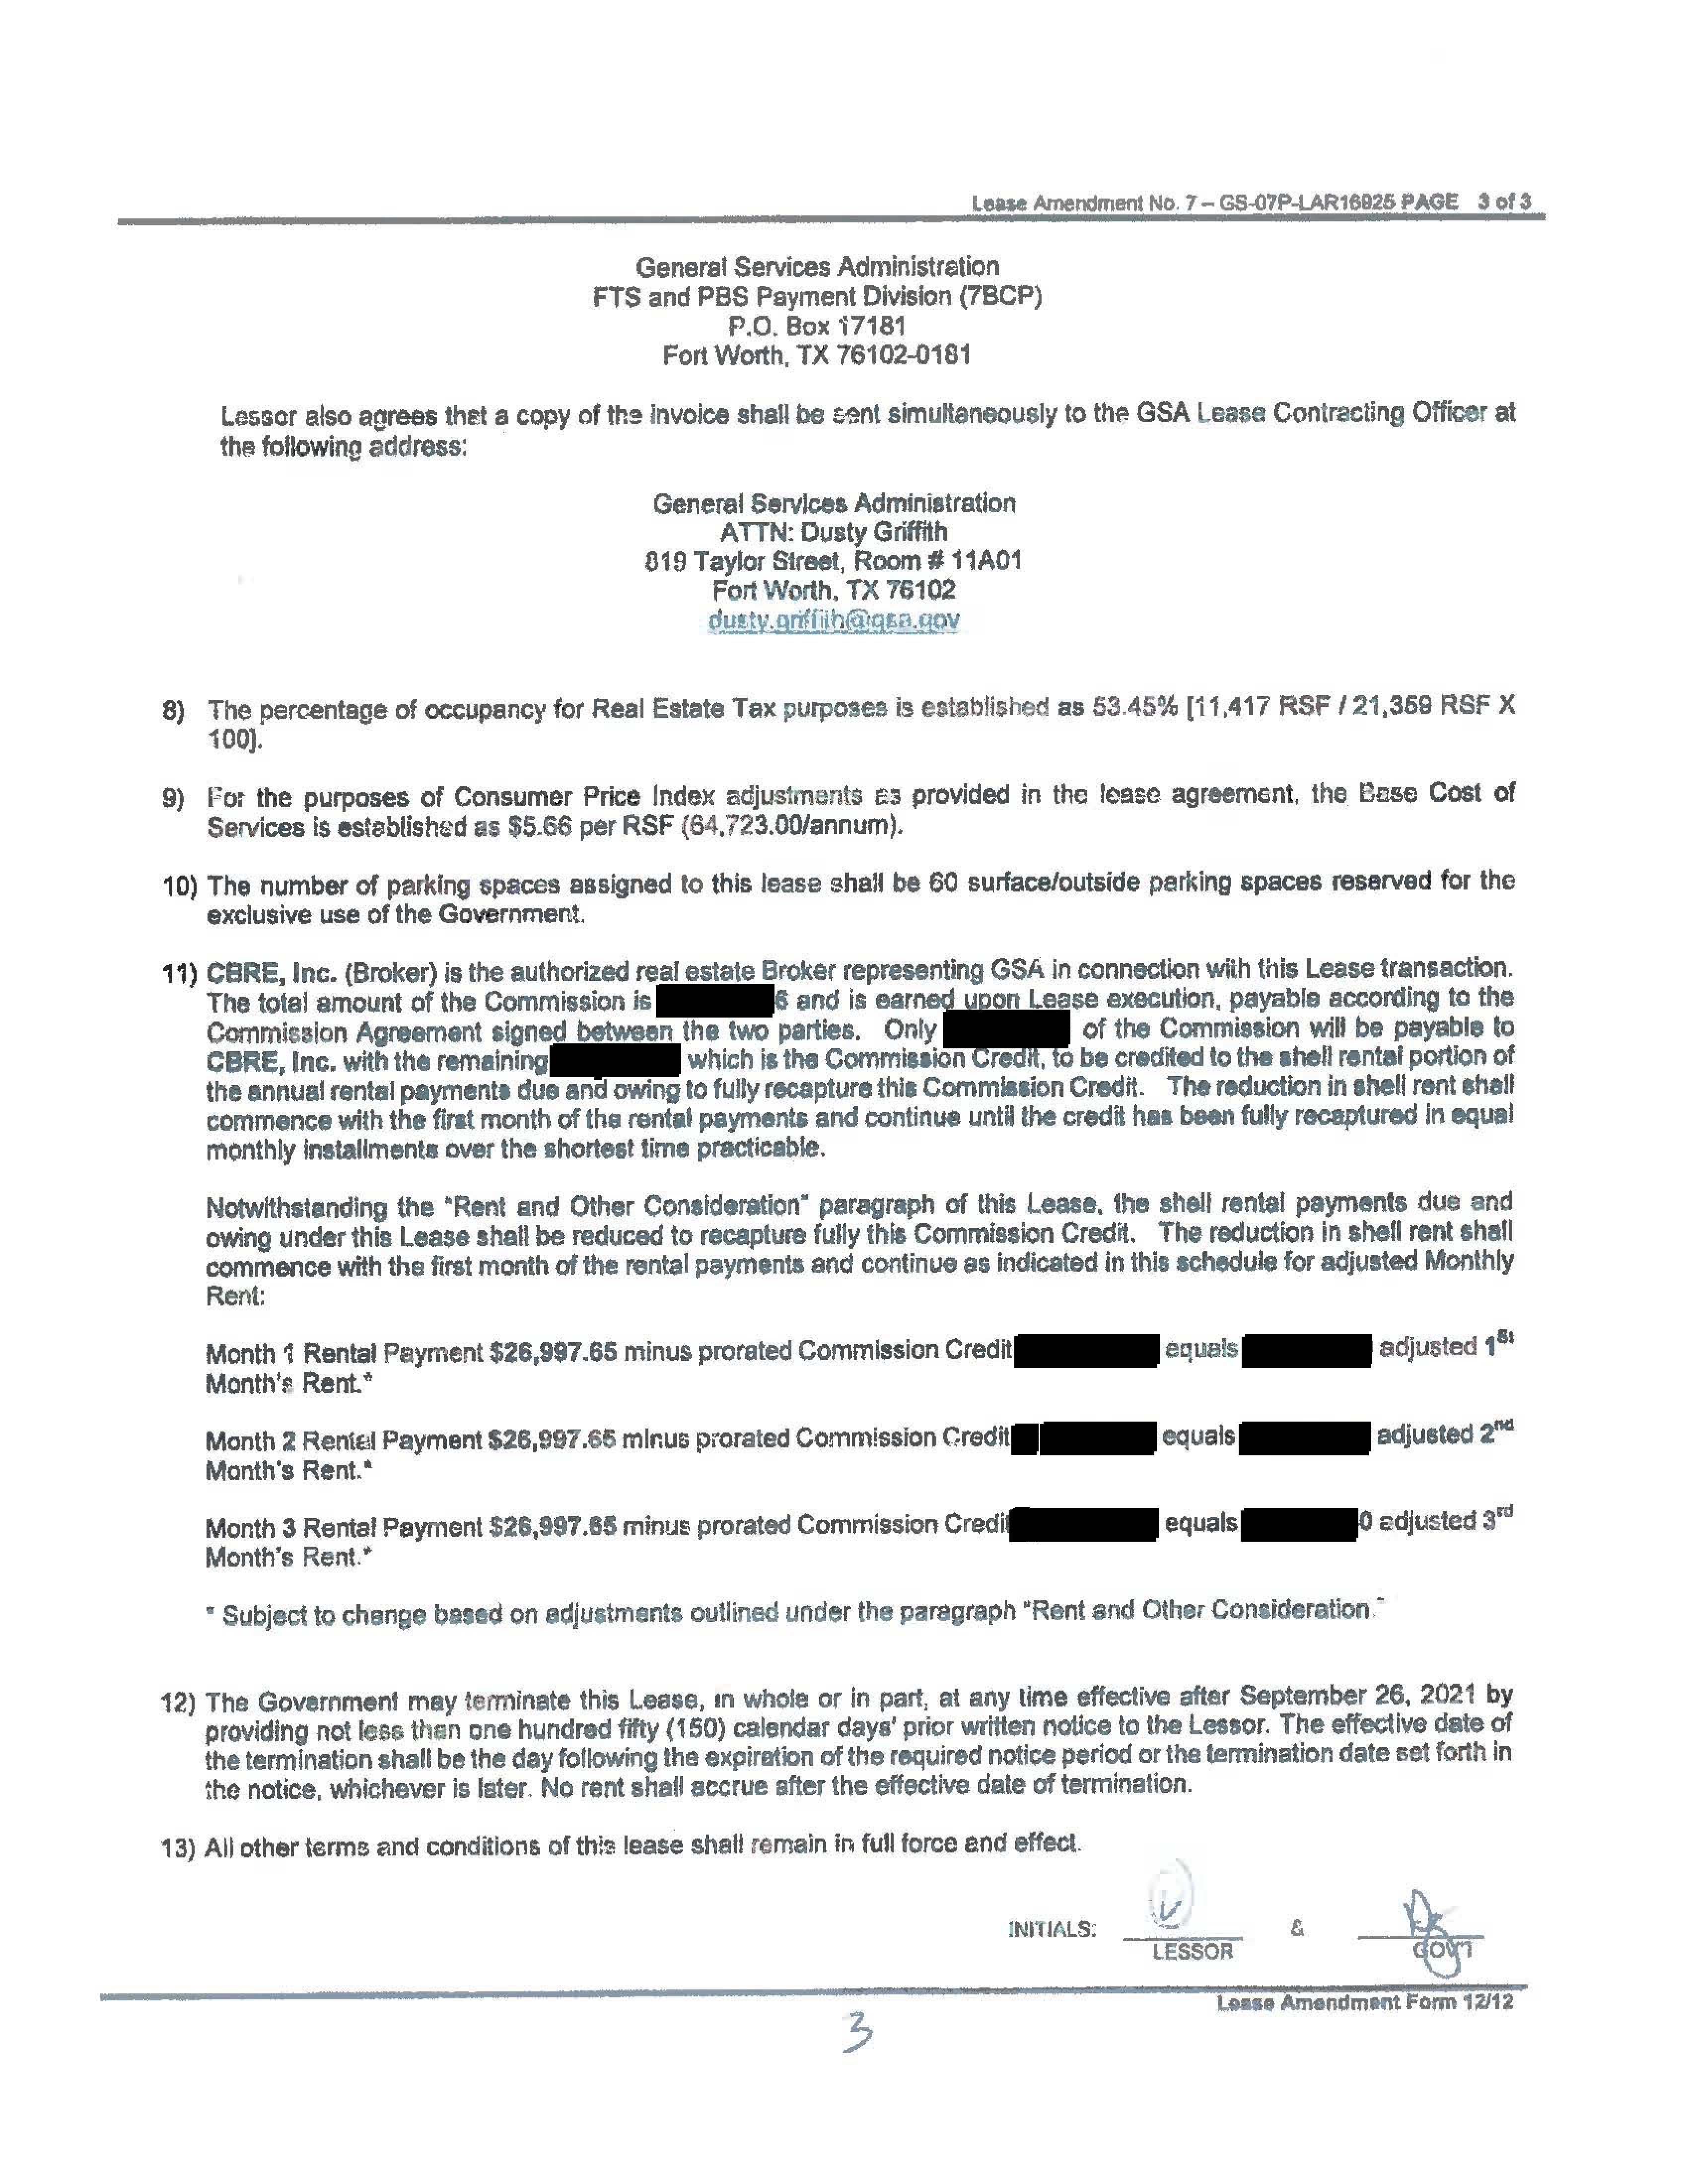 Lease Amendment No. 7 – GS-07P-LAR16925 PAGE 3 of 3
General Services Administration
FTS and PBS Payment Division (7BCP)
P.O. Box 17181
Fort Worth, TX 76102-0181
Lessor also agrees that a copy of the invoice shall be sent simultaneously to the GSA Lease Contracting Officer at
the following address:
General Services Administration
ATTN: Dusty Griffith
819 Taylor Street, Room # 11A01
Fort Worth, TX 76102
dusty.griffith@gsa.gov
8) The percentage of occupancy for Real Estate Tax purposes is established as 53.45% [11,417 RSF / 21,359 RSF X
100].
9) For the purposes of Consumer Price Index adjustments as provided in the lease agreement, the Base Cost of
Services is established as $5.66 per RSF (64,723.00/annum).
10) The number of parking spaces assigned to this lease shall be 60 surface/outside parking spaces reserved for the
exclusive use of the Government.
11) CBRE, Inc. (Broker) is the authorized real estate Broker representing GSA in connection with this Lease transaction.
The total amount of the Commission is 6 and is earned upon Lease execution, payable according to the
Commission Agreement signed between the two parties. Only of the Commission will be payable to
CBRE, Inc. with the remaining which is the Commission Credit, to be credited to the shell rental portion of
the annual rental payments due and owing to fully recapture this Commission Credit. The reduction in shell rent shall
commence with the first month of the rental payments and continue until the credit has been fully recaptured in equal
monthly installments over the shortest time practicable.
Notwithstanding the "Rent and Other Consideration" paragraph of this Lease, the shell rental payments due and
owing under this Lease shall be reduced to recapture fully this Commission Credit. The reduction in shell rent shall
commence with the first month of the rental payments and continue as indicated in this schedule for adjusted Monthly
Rent:
Month 1 Rental Payment $26,997.65 minus prorated Commission Credit equals adjusted 1st
Month's Rent.*
Month 2 Rental Payment $26,997.65 minus prorated Commission Credit equals adjusted 2nd
Month's Rent.*
Month 3 Rental Payment $26,997.65 minus prorated Commission Credit equals 0 adjusted 3rd
Month's Rent.*
* Subject to change based on adjustments outlined under the paragraph "Rent and Other Consideration."
12) The Government may terminate this Lease, in whole or in part, at any time effective after September 26, 2021 by
providing not less than one hundred fifty (150) calendar days' prior written notice to the Lessor. The effective date of
the termination shall be the day following the expiration of the required notice period or the termination date set forth in
the notice, whichever is later. No rent shall accrue after the effective date of termination.
13) All other terms and conditions of this lease shall remain in full force and effect.
INITIALS: & 
LESSOR GOV'T
Lease Amendment Form 12/12
3